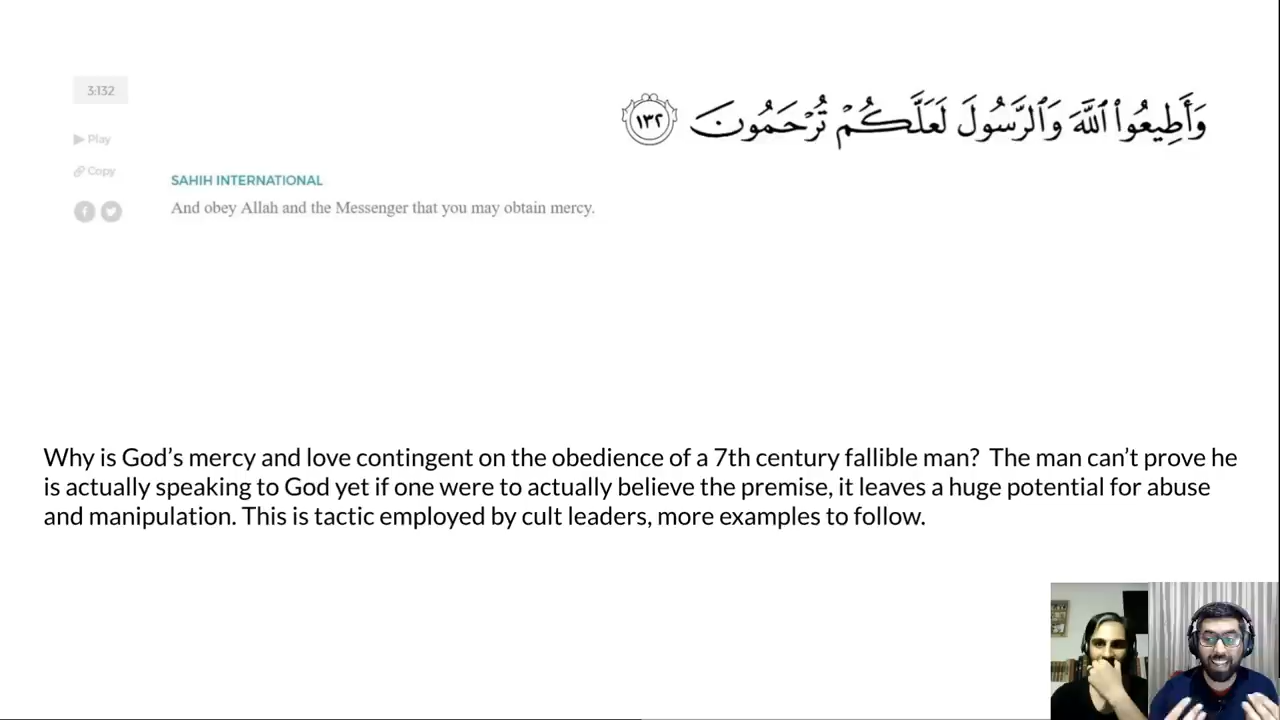 3:132
وَأَطِيعُوا۟ ٱللَّهَ وَٱلرَّسُولَ لَعَلَّكُمْ تُرْحَمُونَ ١٣٢
Play
Copy
SAHIH INTERNATIONAL
And obey Allah and the Messenger that you may obtain mercy.
Why is God’s mercy and love contingent on the obedience of a 7th century fallible man?  The man can’t prove he
is actually speaking to God yet if one were to actually believe the premise, it leaves a huge potential for abuse
and manipulation. This is tactic employed by cult leaders, more examples to follow.